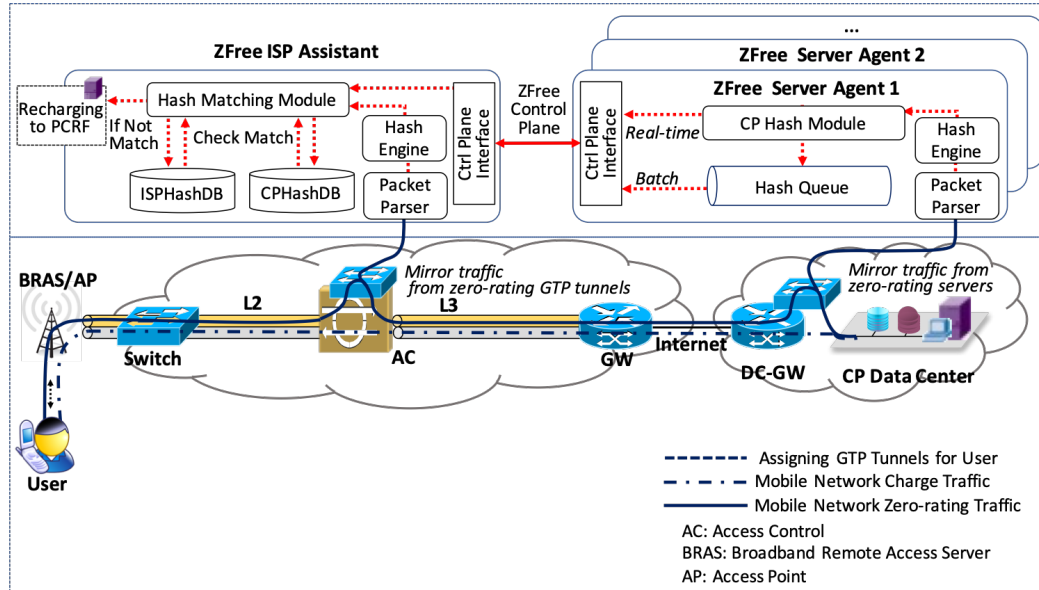 ...
ZFree Server Agent 2
ZFree ISP Assistant
ZFree Server Agent 1
Recharging
to PCRF
If Not
Match
Hash Matching Module
Check Match
ISPHashDB
CPHashDB
Hash
Engine
Packet
Parser
Ctrl Plane
Interface
ZFree
Control
Plane
Ctrl Plane
Interface
Real-time
CP Hash Module
Batch
Hash Queue
Hash
Engine
Packet
Parser
BRAS/AP
Mirror traffic
from zero-rating GTP tunnels
Mirror traffic from
zero-rating servers
L2
L3
Switch
AC
GW
Internet
DC-GW
CP Data Center
User
Assigning GTP Tunnels for User
Mobile Network Charge Traffic
Mobile Network Zero-rating Traffic
AC: Access Control
BRAS: Broadband Remote Access Server
AP: Access Point